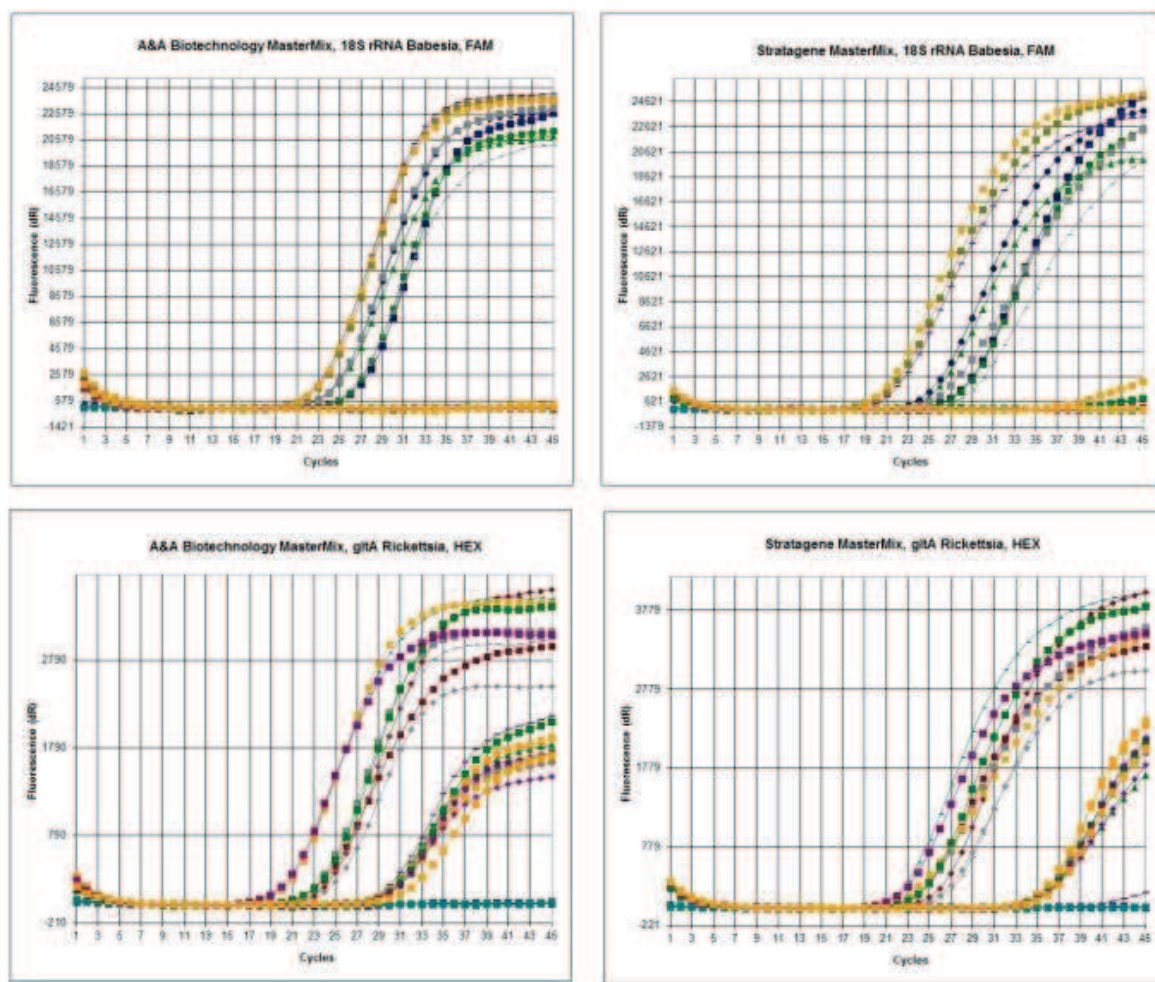 A&A Biotechnology MasterMix, 18S rRNA Babesia, FAM
Fluorescence (dR)
24579
22579
20579
18579
16579
14579
12579
10579
8579
6579
4579
2579
579
-1421
1 3 5 7 9 11 13 15 17 19 21 23 25 27 29 31 33 35 37 39 41 43 45
Cycles
Stratagene MasterMix, 18S rRNA Babesia, FAM
Fluorescence (dR)
24621
22621
20621
18621
16621
14621
12621
10621
8621
6621
4621
2621
621
-1379
1 3 5 7 9 11 13 15 17 19 21 23 25 27 29 31 33 35 37 39 41 43 45
Cycles
A&A Biotechnology MasterMix, gltA Rickettsia, HEX
Fluorescence (dR)
2790
1790
790
-210
1 3 5 7 9 11 13 15 17 19 21 23 25 27 29 31 33 35 37 39 41 43 45
Cycles
Stratagene MasterMix, gltA Rickettsia, HEX
Fluorescence (dR)
3779
2779
1779
779
-221
1 3 5 7 9 11 13 15 17 19 21 23 25 27 29 31 33 35 37 39 41 43 45
Cycles